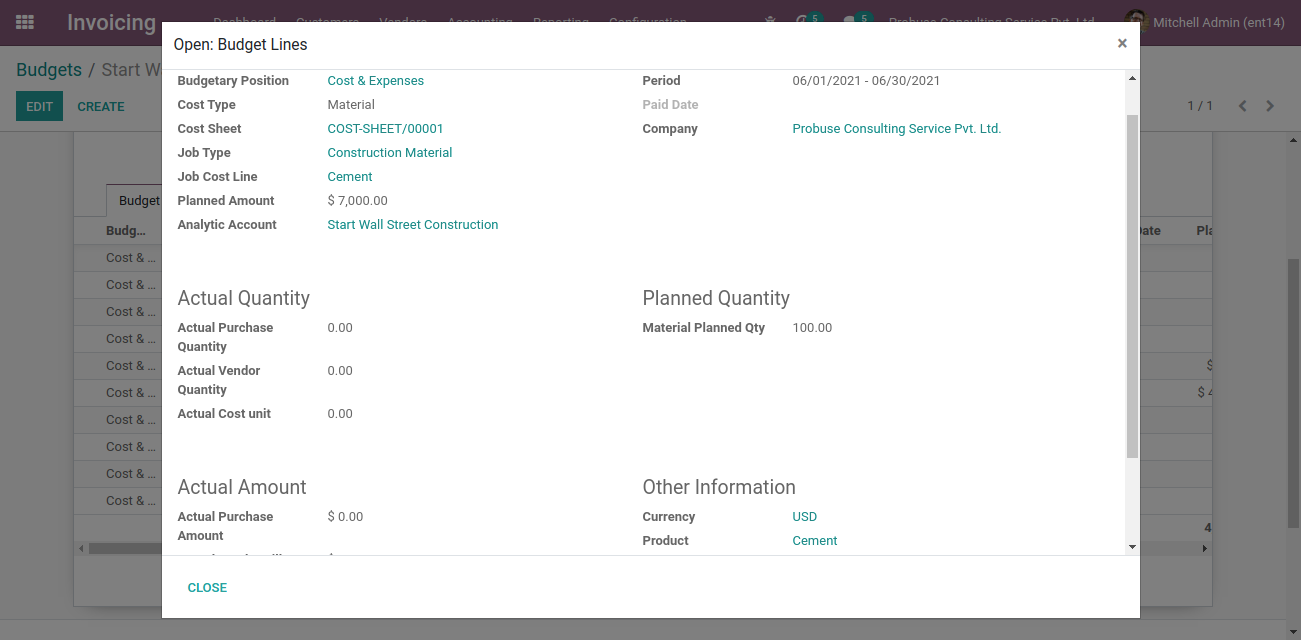 Invoicing
Dashboard Customers Vendors Accounting Reporting Configuration
5 5 Probuse Consulting Service Pvt. Ltd. Mitchell Admin (ent14)
Open: Budget Lines ×
Budgets / Start W
EDIT CREATE
1 / 1
Budgetary Position Cost & Expenses
Period 06/01/2021 - 06/30/2021
Cost Type Material
Paid Date
Cost Sheet COST-SHEET/00001
Company Probuse Consulting Service Pvt. Ltd.
Job Type Construction Material
Job Cost Line Cement
Planned Amount $ 7,000.00
Analytic Account Start Wall Street Construction
Budget
Budg...
ate Pla
Cost & ...
Cost & ...
Cost & ...
Cost & ...
Cost & ... $
Cost & ... $ 4
Cost & ...
Cost & ...
Cost & ...
Cost & ...
4
Actual Quantity
Planned Quantity
Actual Purchase
Quantity
0.00
Material Planned Qty 100.00
Actual Vendor
Quantity
0.00
Actual Cost unit 0.00
Actual Amount
Other Information
Actual Purchase
Amount
$ 0.00
Currency USD
Product Cement
CLOSE